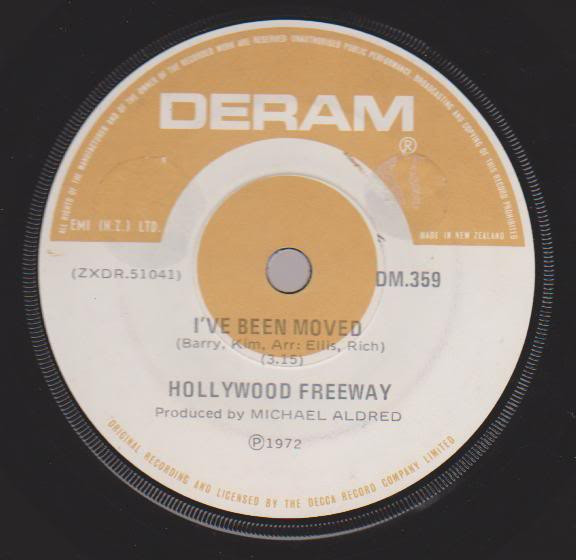 ALL RIGHTS OF THE MANUFACTURER AND OF THE OWNER OF THE RECORDED WORK ARE RESERVED UNAUTHORISED PUBLIC PERFORMANCE, BROADCASTING AND COPYING OF THIS RECORD PROHIBITED
DERAM
®
EMI (N.Z.) LTD.
MADE IN NEW ZEALAND
(ZXDR.51041)
DM.359
I'VE BEEN MOVED
(Barry, Kim, Arr: Ellis, Rich)
(3.15)
HOLLYWOOD FREEWAY
Produced by MICHAEL ALDRED
℗1972
ORIGINAL RECORDING AND LICENSED BY THE DECCA RECORD COMPANY LIMITED